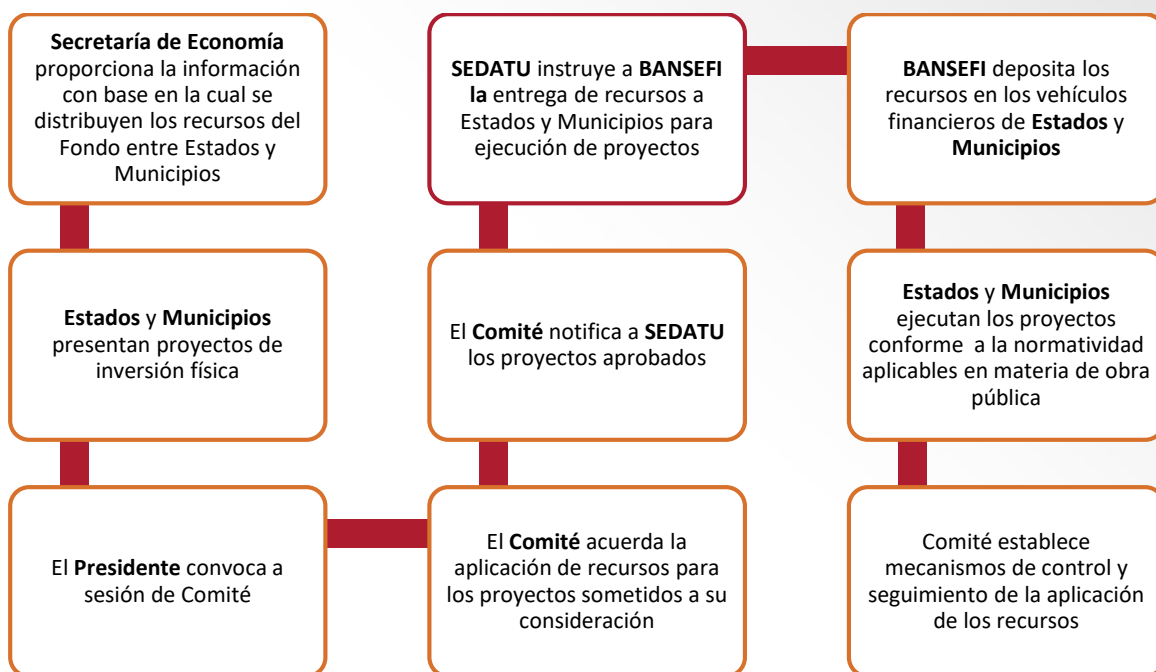 Secretaría de Economía
proporciona la información
con base en la cual se
distribuyen los recursos del
Fondo entre Estados y
Municipios
Estados y Municipios
presentan proyectos de
inversión física
El Presidente convoca a
sesión de Comité
El Comité acuerda la
aplicación de recursos para
los proyectos sometidos a su
consideración
El Comité notifica a SEDATU
los proyectos aprobados
SEDATU instruye a BANSEFI
la entrega de recursos a
Estados y Municipios para
ejecución de proyectos
BANSEFI deposita los
recursos en los vehículos
financieros de Estados y
Municipios
Estados y Municipios
ejecutan los proyectos
conforme a la normatividad
aplicables en materia de obra
pública
Comité establece
mecanismos de control y
seguimiento de la aplicación
de los recursos